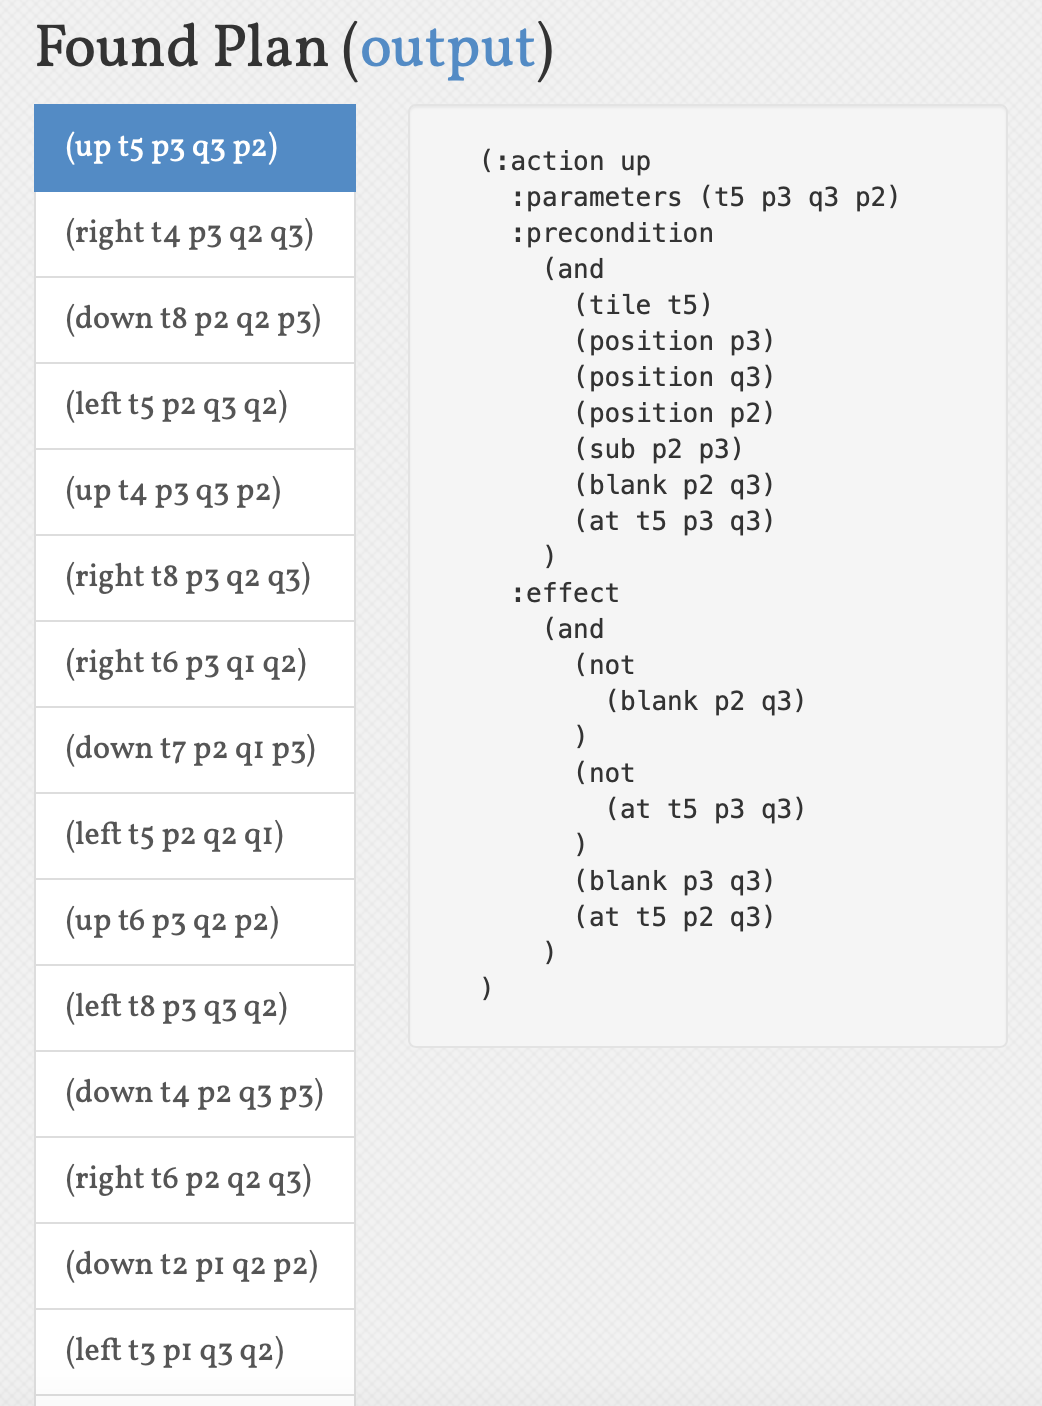 Found Plan (output)
(up t5 p3 q3 p2)
(right t4 p3 q2 q3)
(down t8 p2 q2 p3)
(left t5 p2 q3 q2)
(up t4 p3 q3 p2)
(right t8 p3 q2 q3)
(right t6 p3 q1 q2)
(down t7 p2 q1 p3)
(left t5 p2 q2 q1)
(up t6 p3 q2 p2)
(left t8 p3 q3 q2)
(down t4 p2 q3 p3)
(right t6 p2 q2 q3)
(down t2 p1 q2 p2)
(left t3 p1 q3 q2)
(:action up
:parameters (t5 p3 q3 p2)
:precondition
(and
(tile t5)
(position p3)
(position q3)
(position p2)
(sub p2 p3)
(blank p2 q3)
(at t5 p3 q3)
)
:effect
(and
(not
(blank p2 q3)
)
(not
(at t5 p3 q3)
)
(blank p3 q3)
(at t5 p2 q3)
)
)